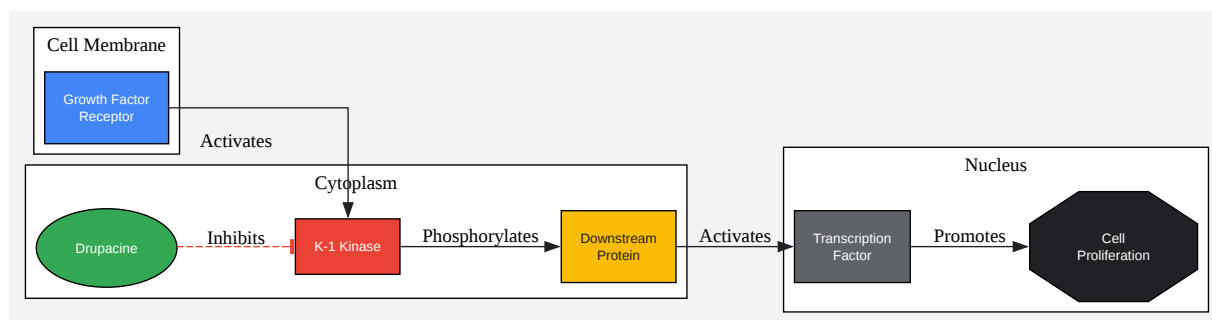 Cell Membrane
Growth Factor
Receptor
Activates
Cytoplasm
Drupacine
Inhibits
K-1 Kinase
Phosphorylates
Downstream
Protein
Activates
Nucleus
Transcription
Factor
Promotes
Cell
Proliferation